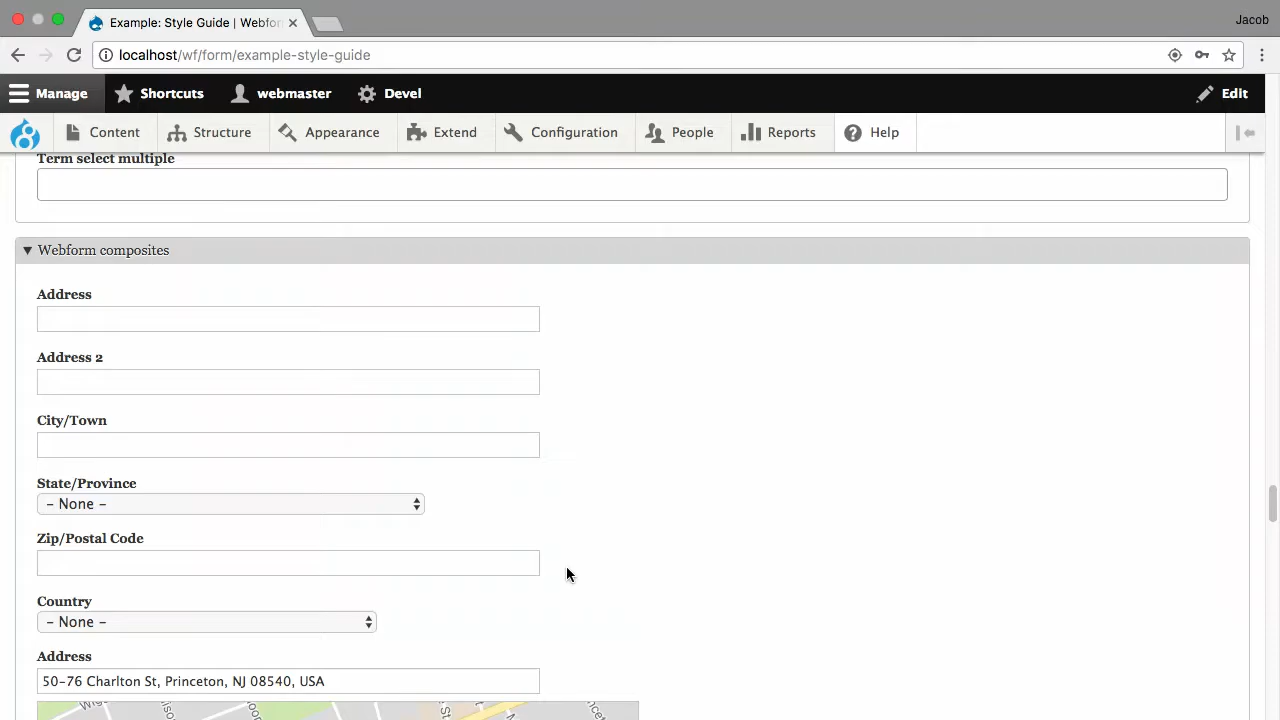 Example: Style Guide | Webfor
Jacob
localhost/wf/form/example-style-guide
Manage Shortcuts webmaster Devel Edit
Content Structure Appearance Extend Configuration People Reports Help
Term select multiple
▼ Webform composites
Address
Address 2
City/Town
State/Province
– None –
Zip/Postal Code
Country
– None –
Address
50–76 Charlton St, Princeton, NJ 08540, USA